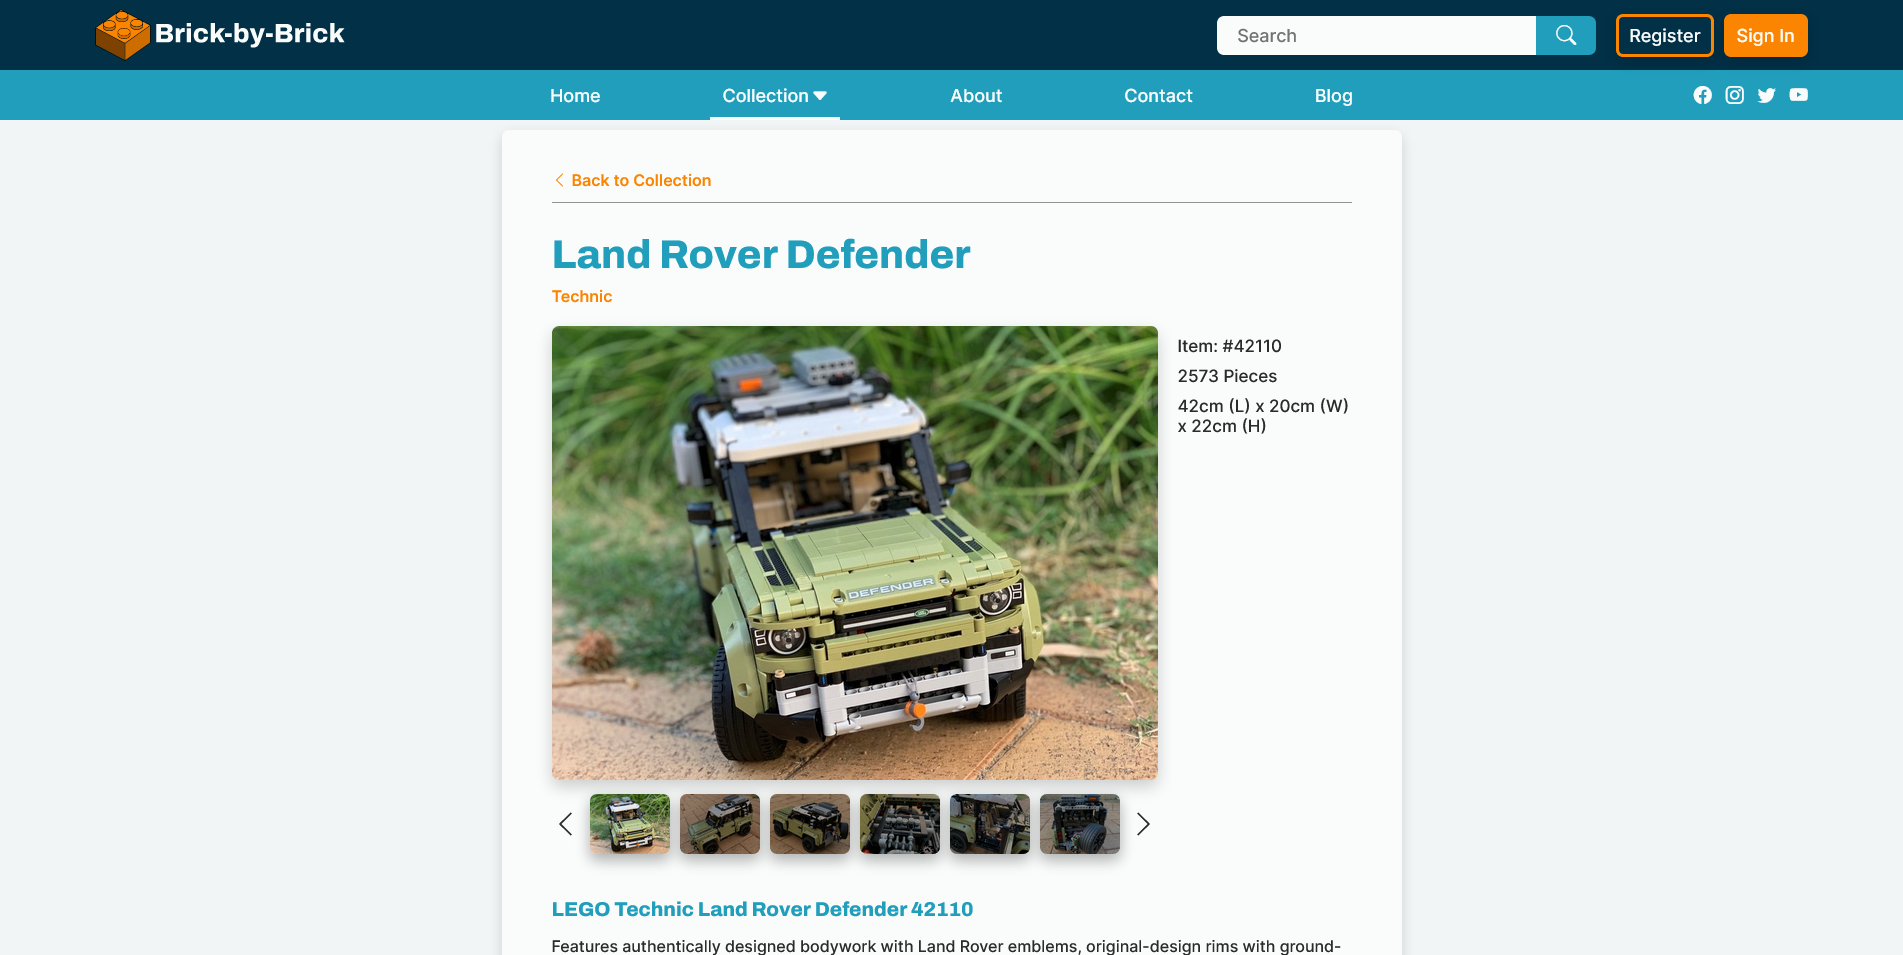 Brick-by-Brick
Search
Register
Sign In
Home
Collection
About
Contact
Blog
Back to Collection
Land Rover Defender
Technic
DEFENDER
Item: #42110
2573 Pieces
42cm (L) x 20cm (W)
x 22cm (H)
LEGO Technic Land Rover Defender 42110
Features authentically designed bodywork with Land Rover emblems, original-design rims with ground-